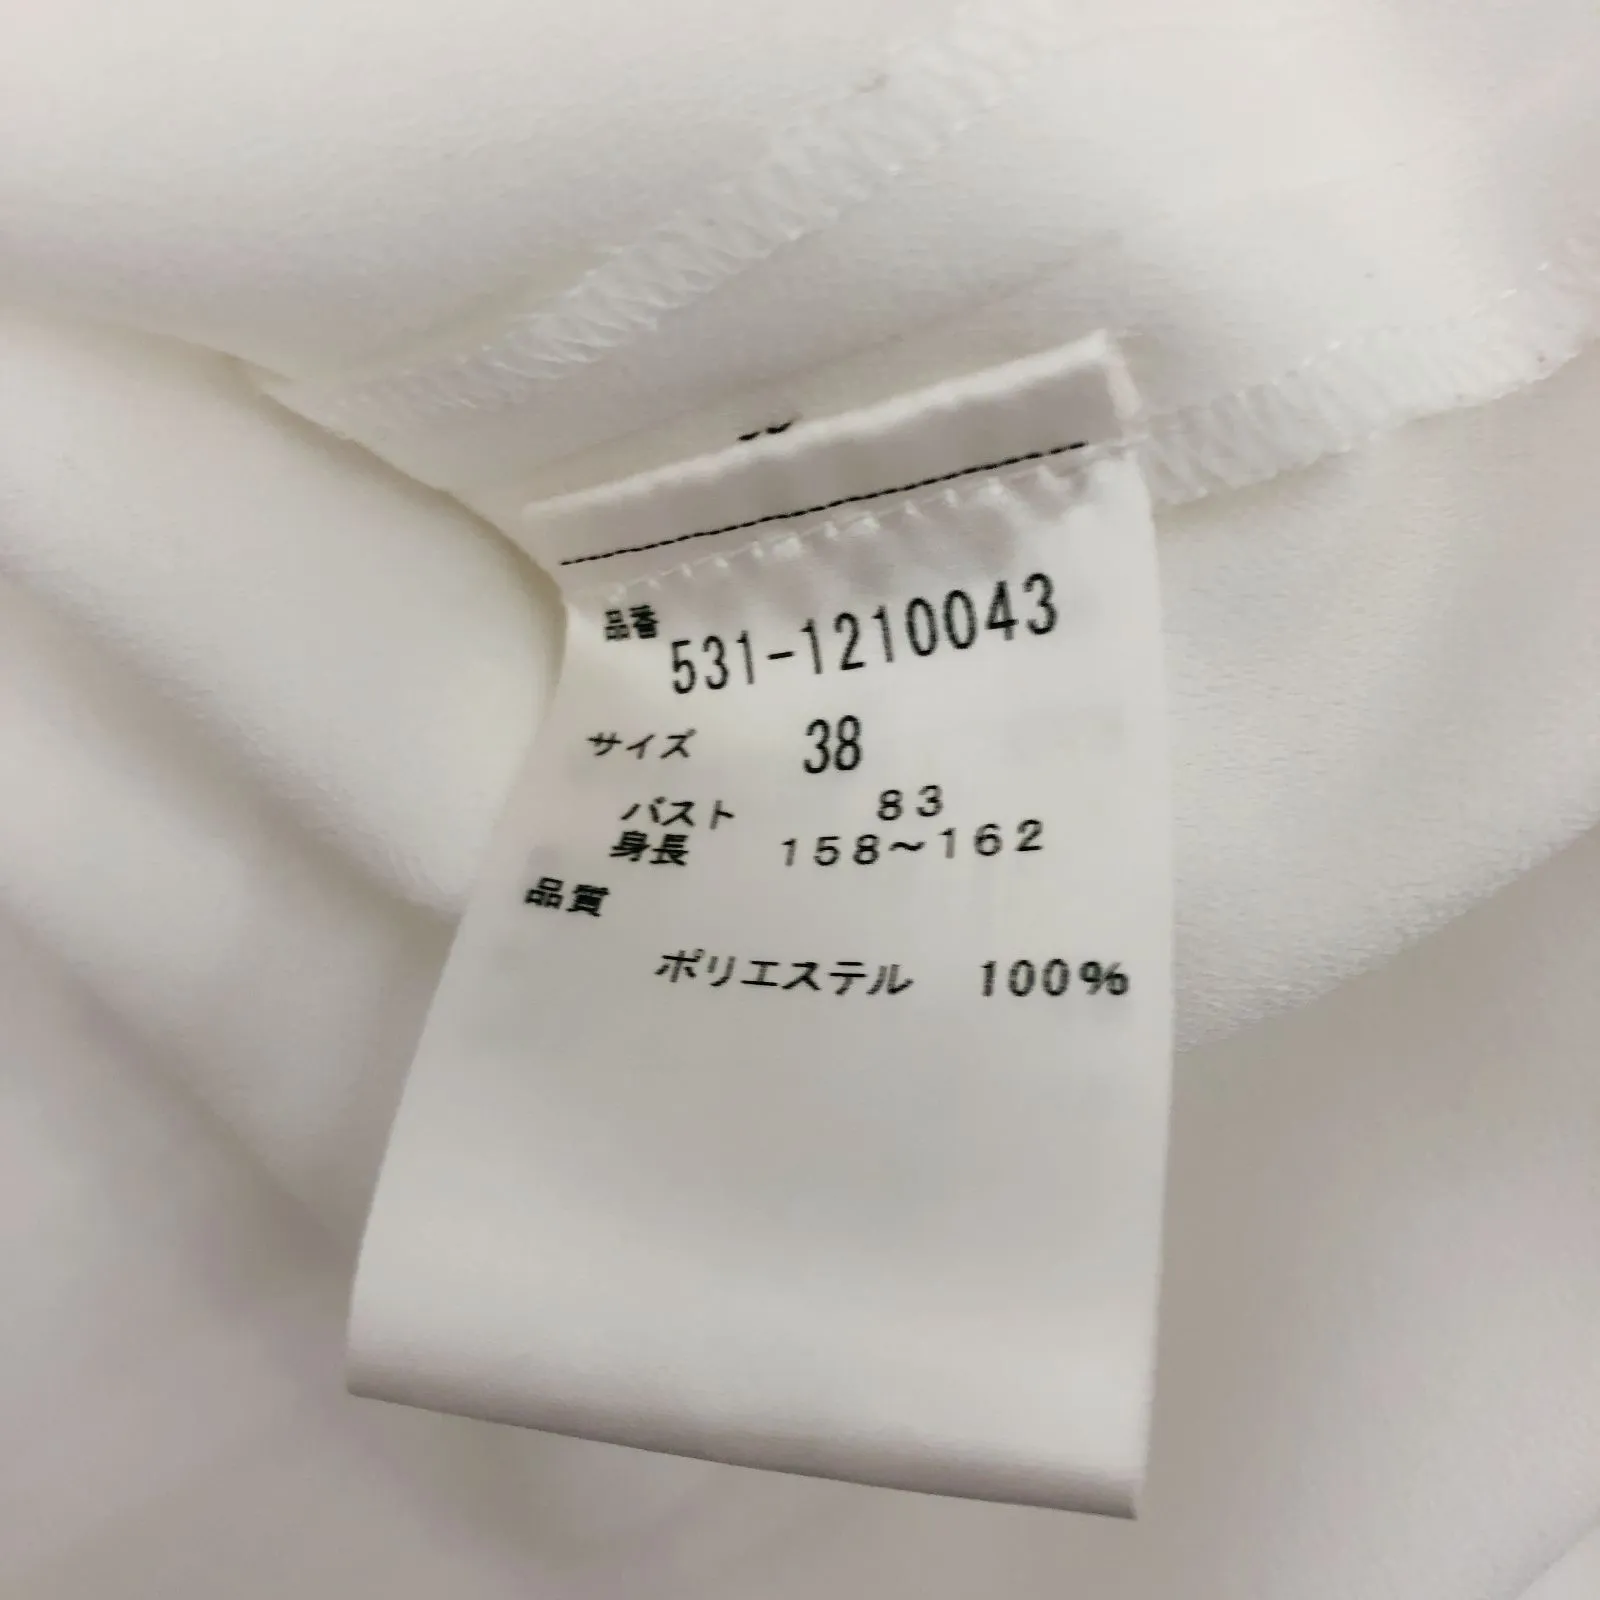 品番 531-1210043
サイズ 38
バスト 83
身長 158~162
品質
ポリエステル 100%